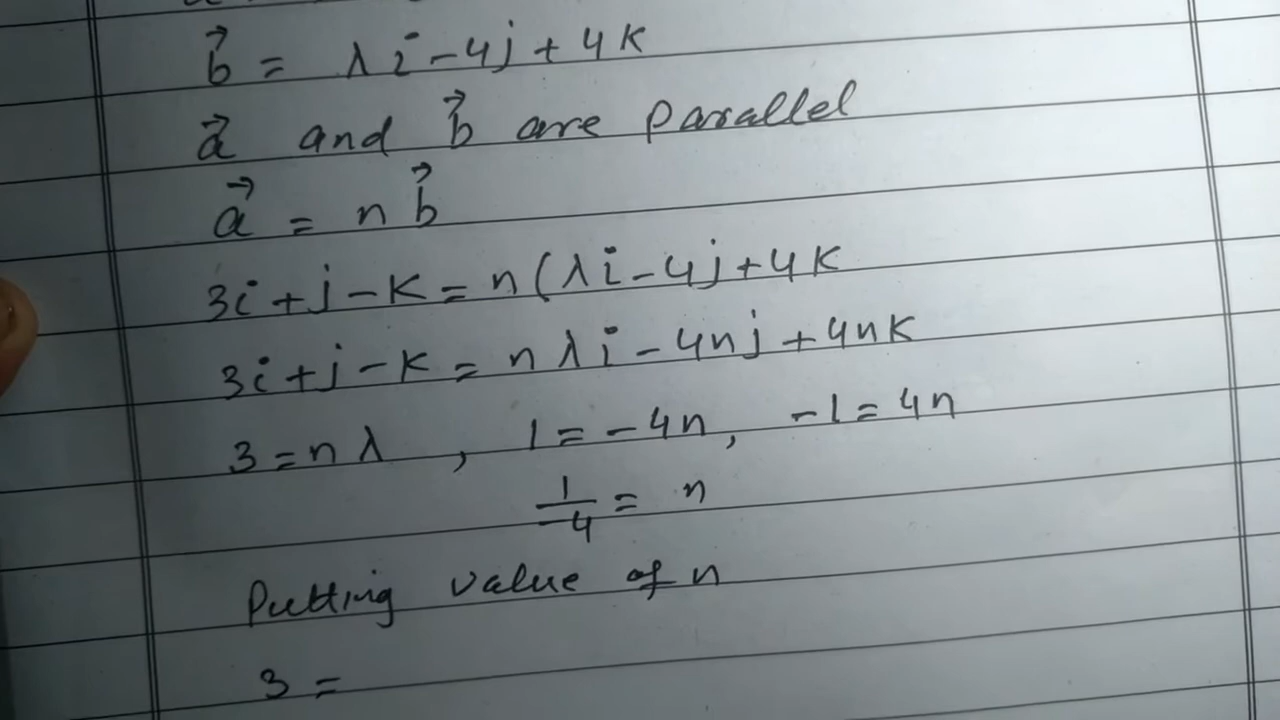 b⃗ = λi - 4j + 4k
a⃗ and b⃗ are parallel
a⃗ = n b⃗
3i + j - k = n(λi - 4j + 4k
3i + j - k = nλi - 4nj + 4nk
3 = nλ , 1 = -4n, -1 = 4n
1/-4 = n
Putting value of n
3 =